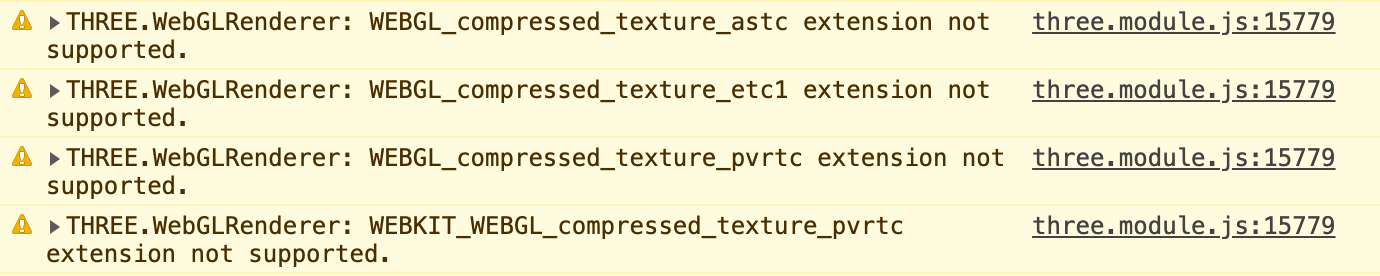 THREE.WebGLRenderer: WEBGL_compressed_texture_astc extension not three.module.js:15779
supported.
THREE.WebGLRenderer: WEBGL_compressed_texture_etc1 extension not three.module.js:15779
supported.
THREE.WebGLRenderer: WEBGL_compressed_texture_pvrtc extension not three.module.js:15779
supported.
THREE.WebGLRenderer: WEBKIT_WEBGL_compressed_texture_pvrtc three.module.js:15779
extension not supported.